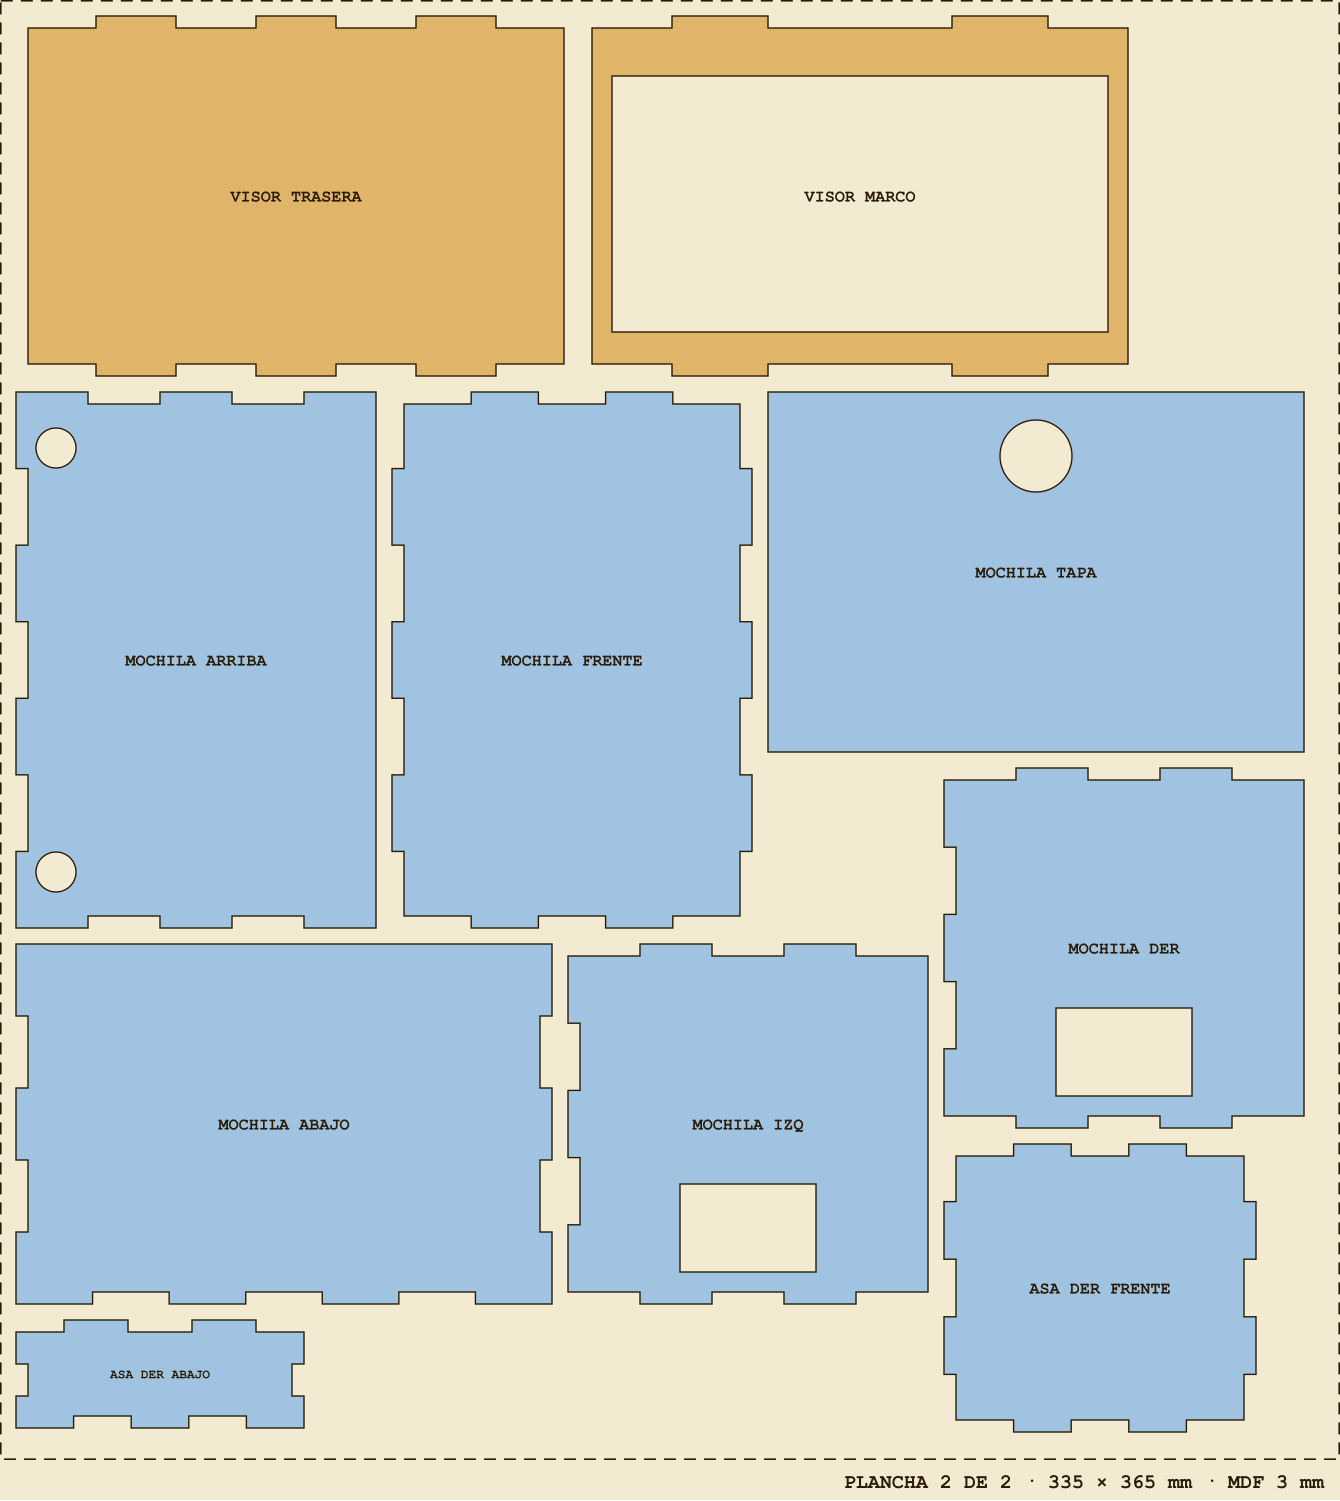 VISOR TRASERA
VISOR MARCO
MOCHILA TAPA
MOCHILA ARRIBA
MOCHILA FRENTE
MOCHILA DER
MOCHILA ABAJO
MOCHILA IZQ
ASA DER FRENTE
ASA DER ABAJO
PLANCHA 2 DE 2 · 335 × 365 mm · MDF 3 mm